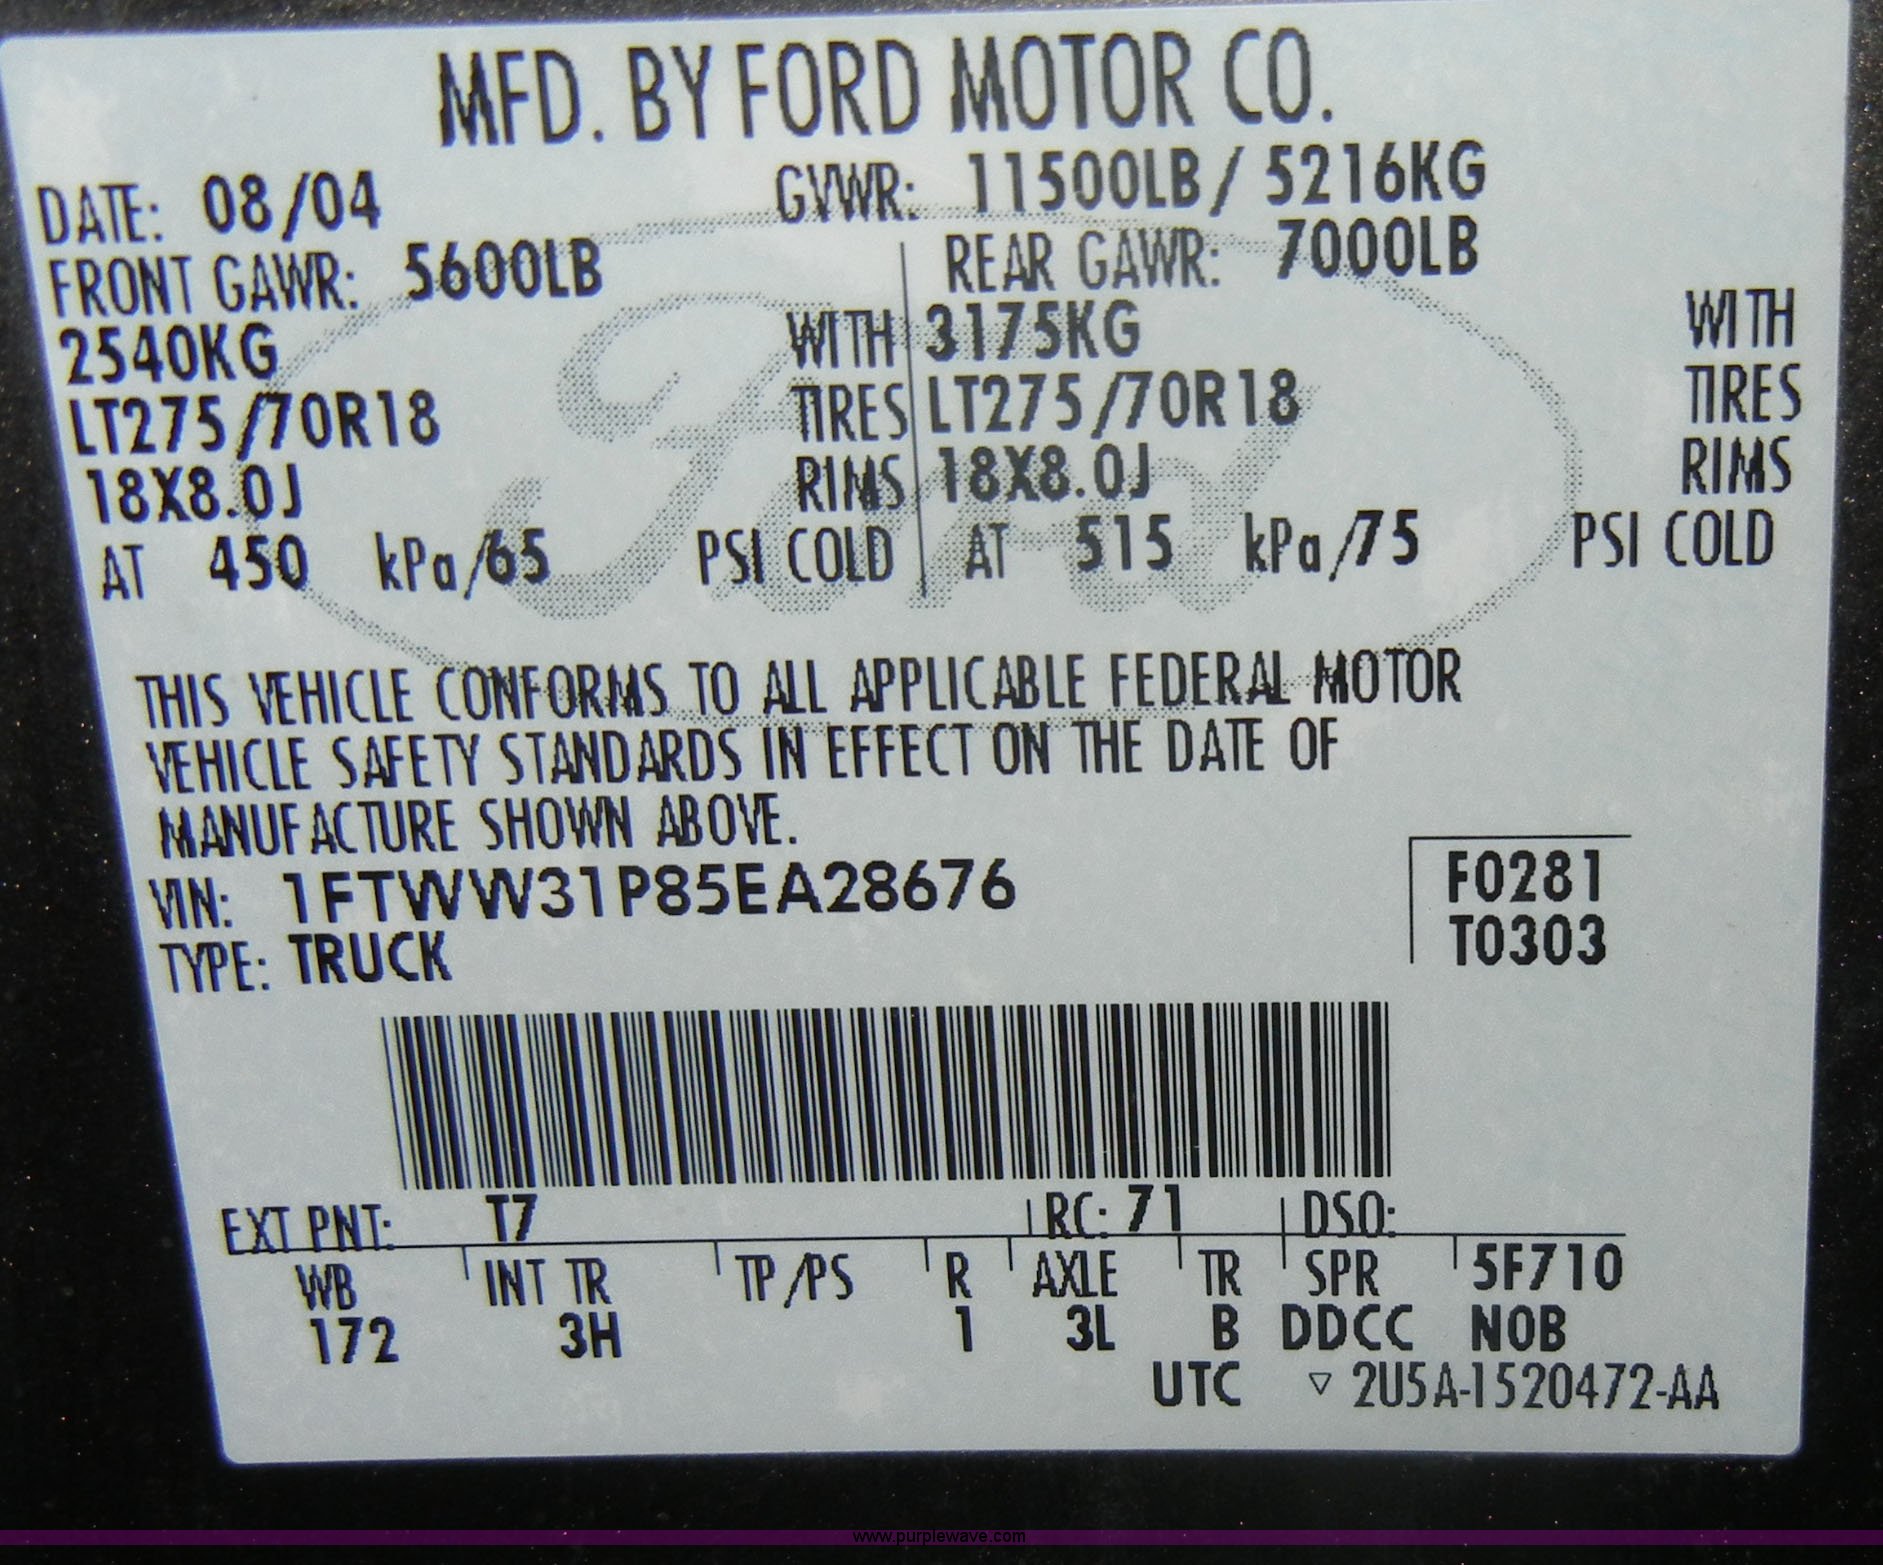 MFD. BY FORD MOTOR CO.
DATE: 08/04 GVWR: 11500LB / 5216KG
FRONT GAWR: 5600LB REAR GAWR: 7000LB
2540KG WITH 3175KG WITH
LT275/70R18 TIRES LT275/70R18 TIRES
18X8.0J RIMS 18X8.0J RIMS
AT 450 kPa/65 PSI COLD AT 515 kPa/75 PSI COLD
Ford
THIS VEHICLE CONFORMS TO ALL APPLICABLE FEDERAL MOTOR
VEHICLE SAFETY STANDARDS IN EFFECT ON THE DATE OF
MANUFACTURE SHOWN ABOVE.
VIN: 1FTWW31P85EA28676 F0281
TYPE: TRUCK T0303
EXT PNT: T7 RC: 71 DSO:
WB INT TR TP/PS R AXLE TR SPR 5F710
172 3H 1 3L B DDCC NOB
UTC ▽ 2U5A-1520472-AA
www.purplewave.com